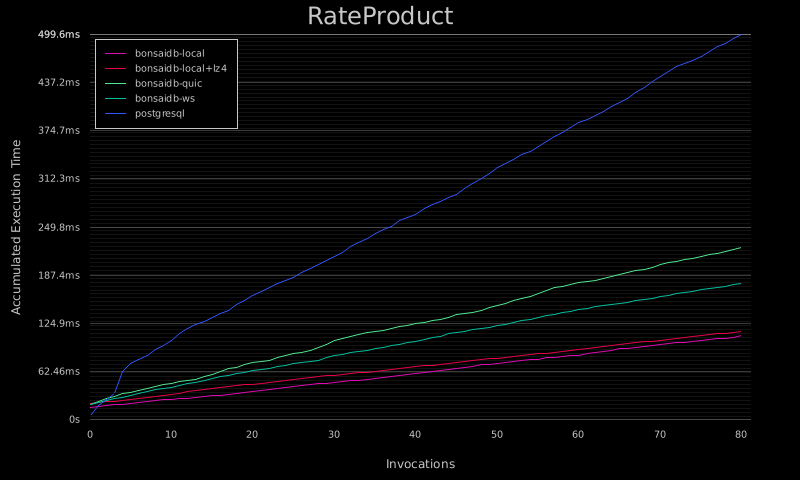 RateProduct
499.6ms
437.2ms
374.7ms
312.3ms
249.8ms
187.4ms
124.9ms
62.46ms
0s
bonsaidb-local
bonsaidb-local+lz4
bonsaidb-quic
bonsaidb-ws
postgresql
Accumulated Execution Time
0 10 20 30 40 50 60 70 80
Invocations